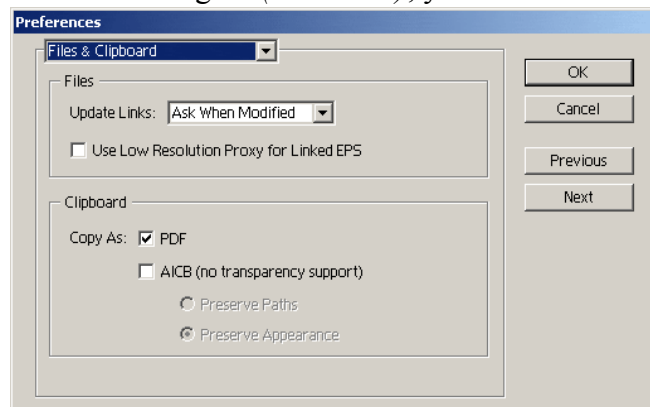 Preferences
Files & Clipboard
OK
Files
Update Links: Ask When Modified
Cancel
Use Low Resolution Proxy for Linked EPS
Previous
Clipboard
Next
Copy As: PDF
AICB (no transparency support)
Preserve Paths
Preserve Appearance